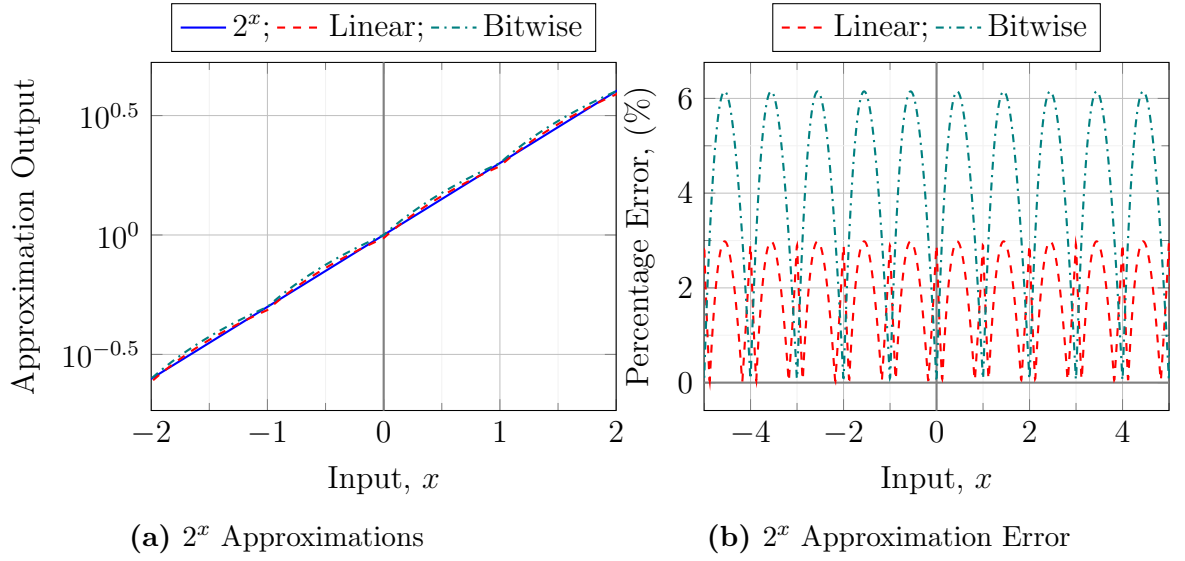 2^x; Linear; Bitwise
Approximation Output
10^0.5
10^0
10^−0.5
−2 −1 0 1 2
Input, x
(a) 2^x Approximations
Linear; Bitwise
Percentage Error, (%)
6
4
2
0
−4 −2 0 2 4
Input, x
(b) 2^x Approximation Error